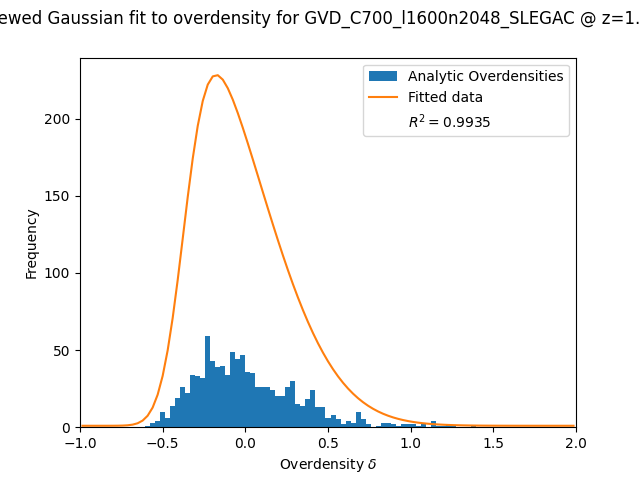 ewed Gaussian fit to overdensity for GVD_C700_l1600n2048_SLEGAC @ z=1.
Analytic Overdensities
Fitted data
R² = 0.9935
Frequency
200
150
100
50
0
−1.0 −0.5 0.0 0.5 1.0 1.5 2.0
Overdensity δ